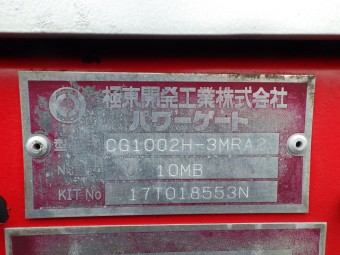 極東開発工業株式会社
パワーゲート
型 CG1002H-3MRA2
N 10MB
KIT No 17T018553N